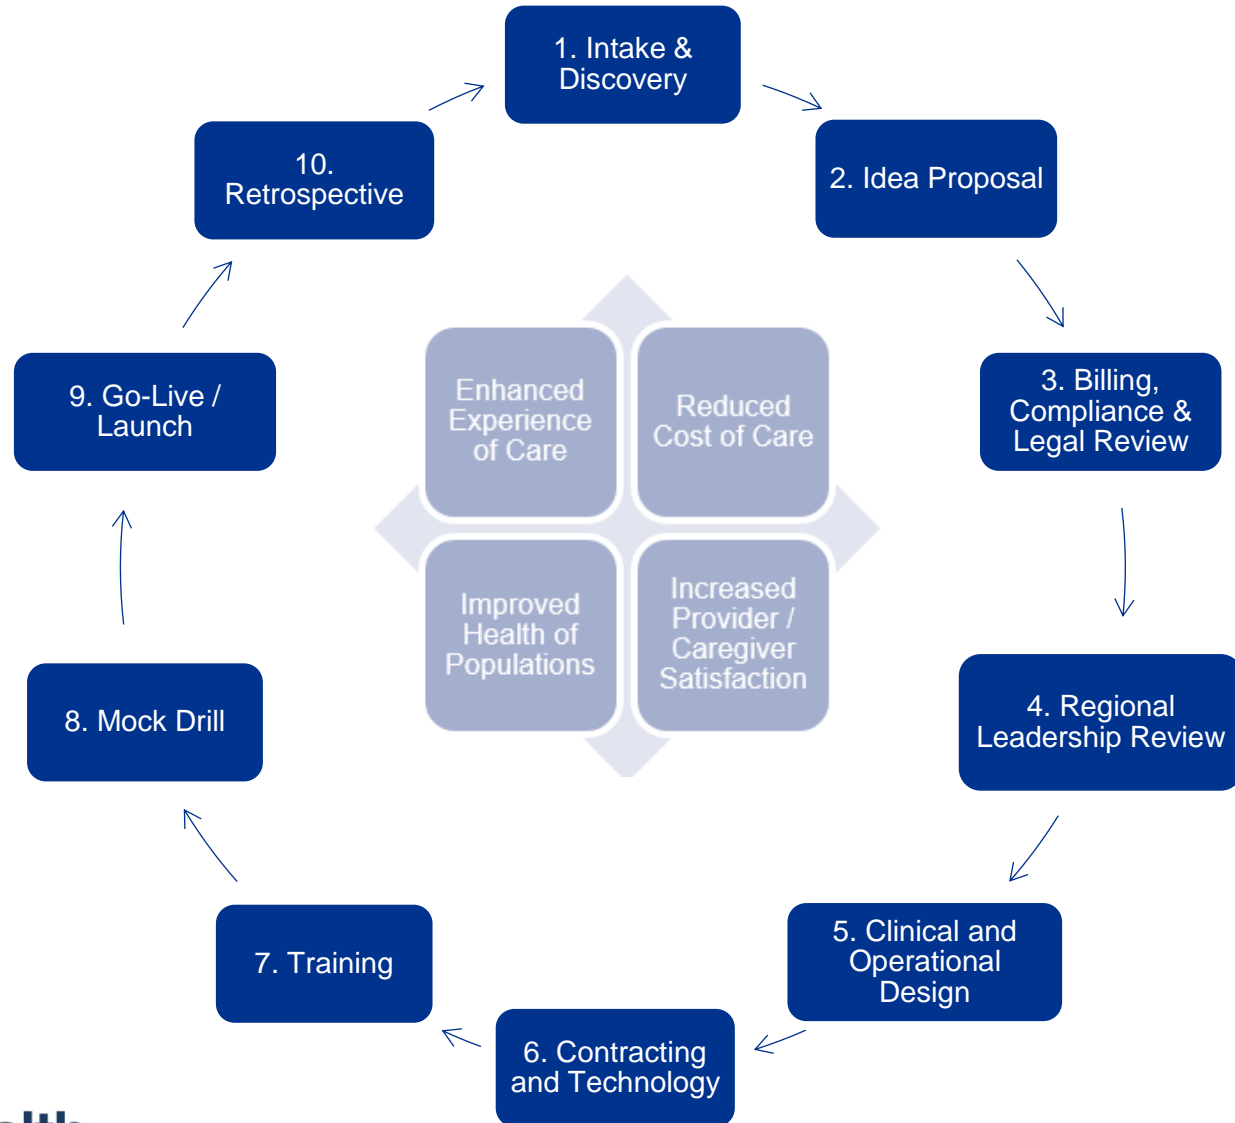 1. Intake &
Discovery
2. Idea Proposal
3. Billing,
Compliance &
Legal Review
4. Regional
Leadership Review
5. Clinical and
Operational
Design
6. Contracting
and Technology
7. Training
8. Mock Drill
9. Go-Live /
Launch
10.
Retrospective
Enhanced
Experience
of Care
Reduced
Cost of Care
Improved
Health of
Populations
Increased
Provider /
Caregiver
Satisfaction